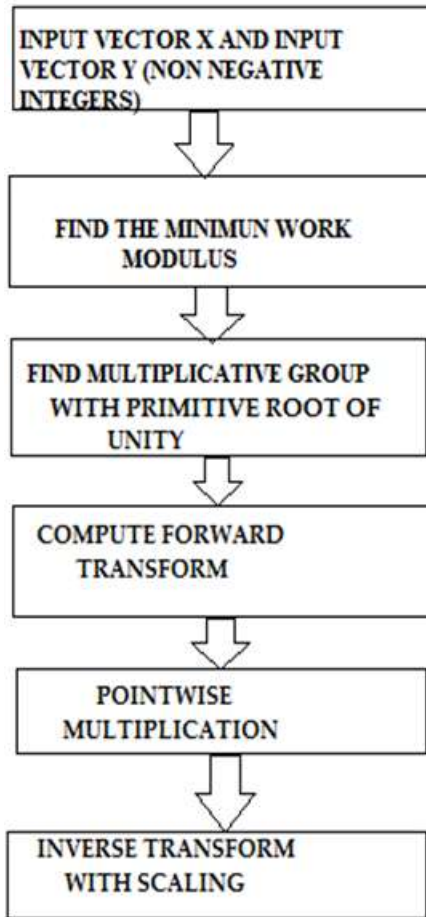 INPUT VECTOR X AND INPUT
VECTOR Y (NON NEGATIVE
INTEGERS)
FIND THE MINIMUN WORK
MODULUS
FIND MULTIPLICATIVE GROUP
WITH PRIMITIVE ROOT OF
UNITY
COMPUTE FORWARD
TRANSFORM
POINTWISE
MULTIPLICATION
INVERSE TRANSFORM
WITH SCALING